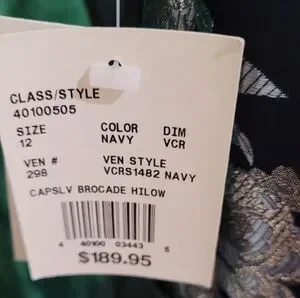 CLASS/STYLE
40100505
SIZE COLOR DIM
12 NAVY VCR
VEN # VEN STYLE
298 VCRS1482 NAVY
CAPSLV BROCADE HILOW
4 40100 03443 5
$189.95